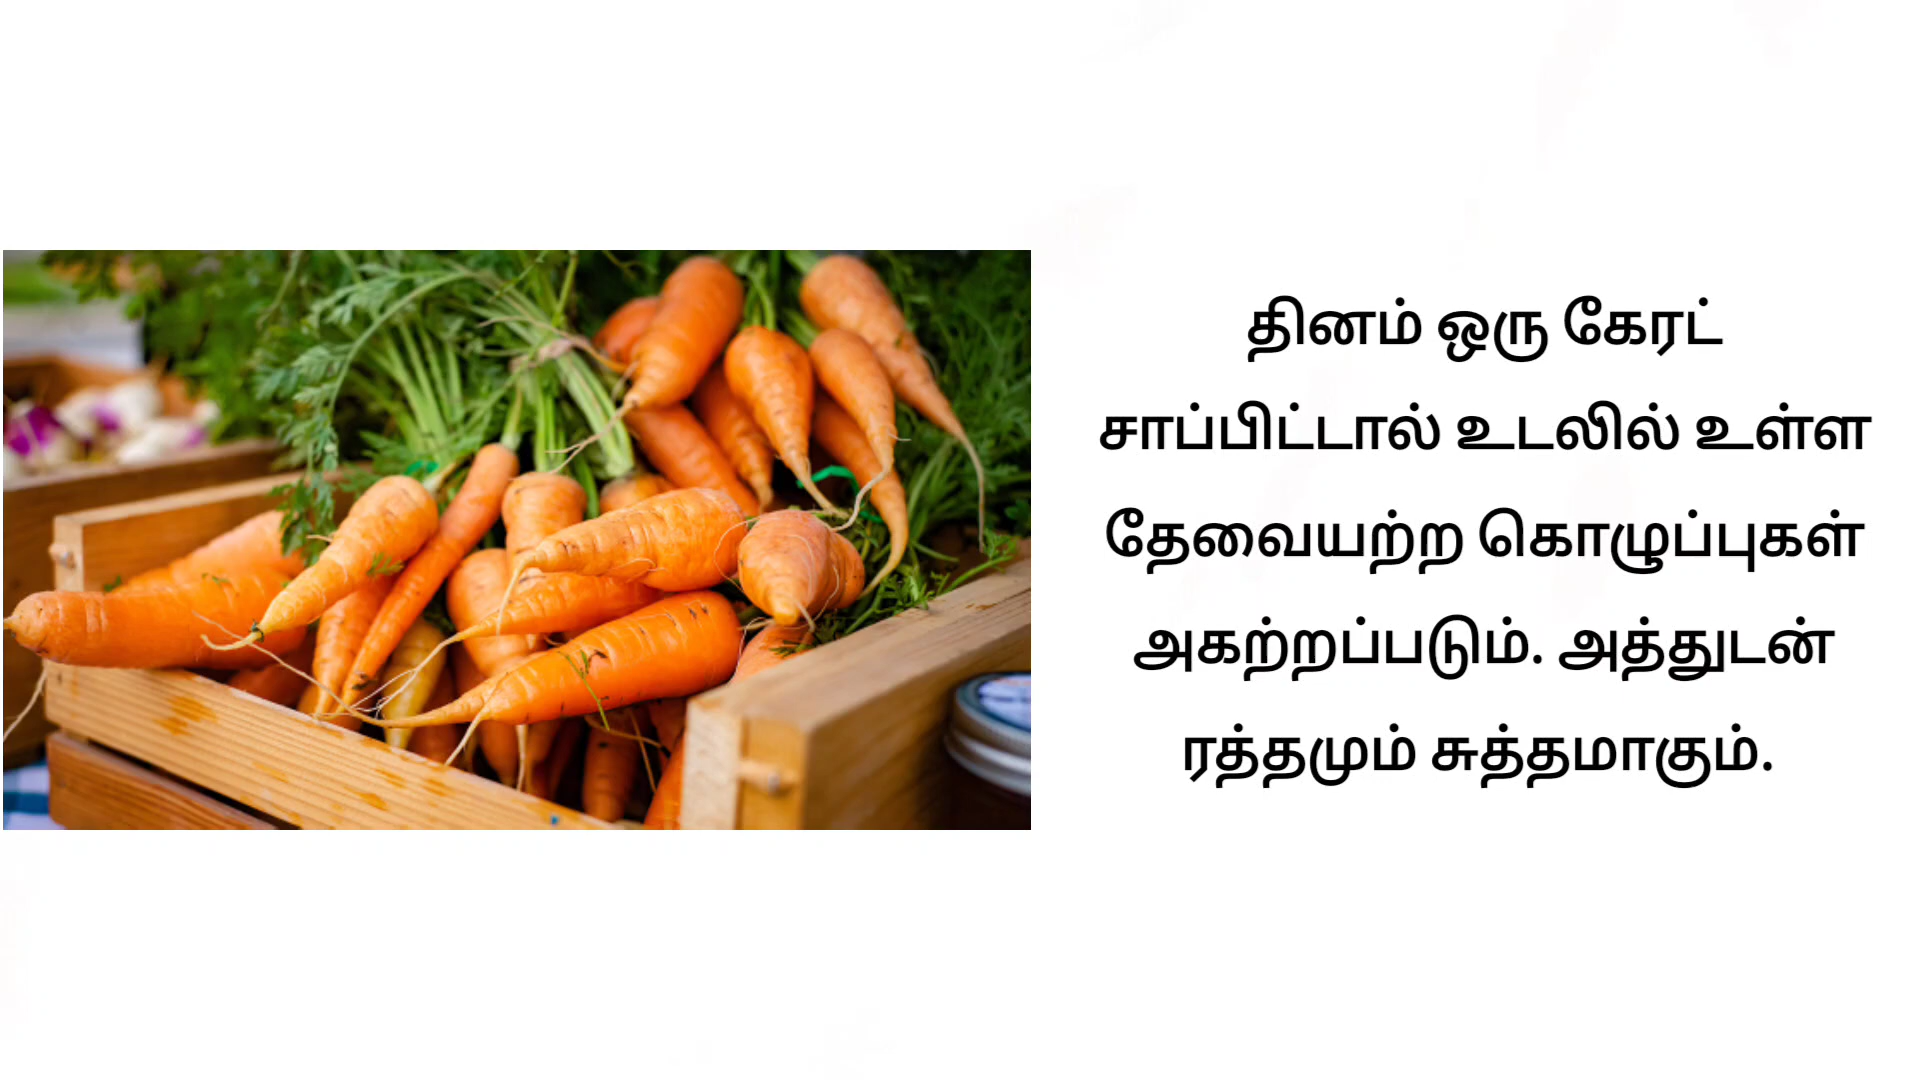 தினம் ஒரு கேரட்
சாப்பிட்டால் உடலில் உள்ள
தேவையற்ற கொழுப்புகள்
அகற்றப்படும். அத்துடன்
ரத்தமும் சுத்தமாகும்.